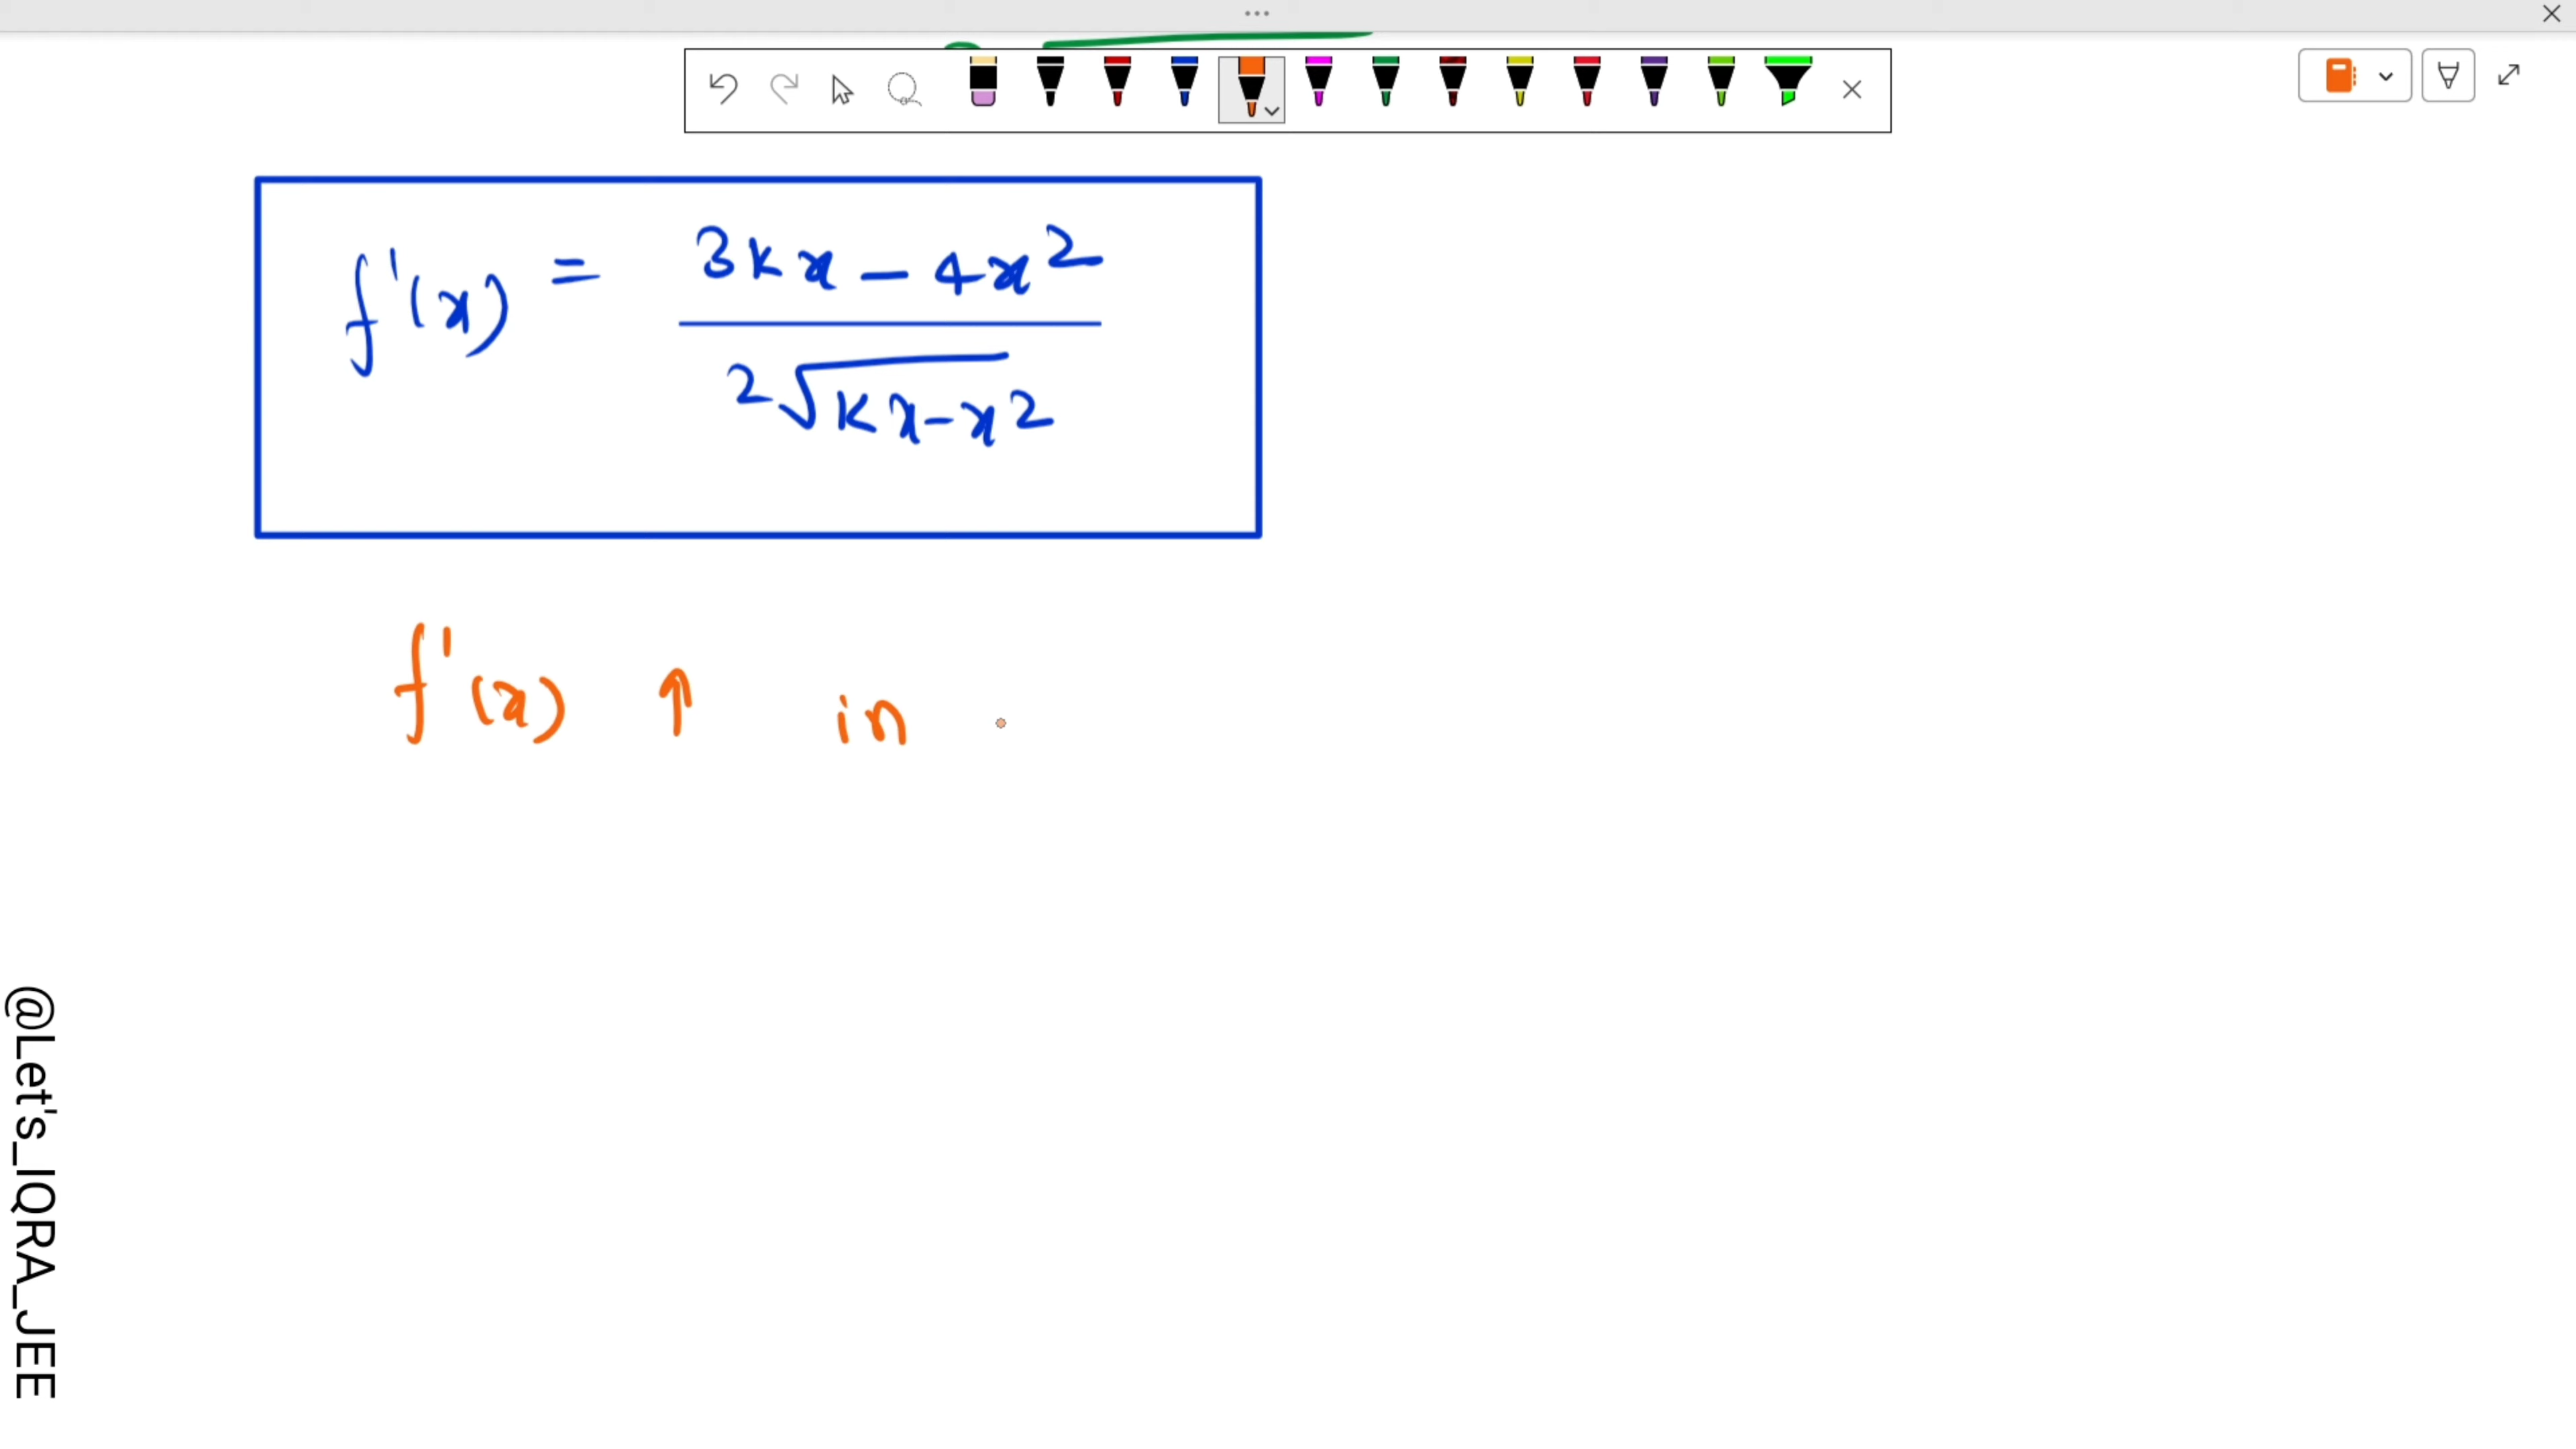 f'(x) = 3kx - 4x² / 2√kx-x²
f'(x) ↑ in
@Let's_IQRA_JEE